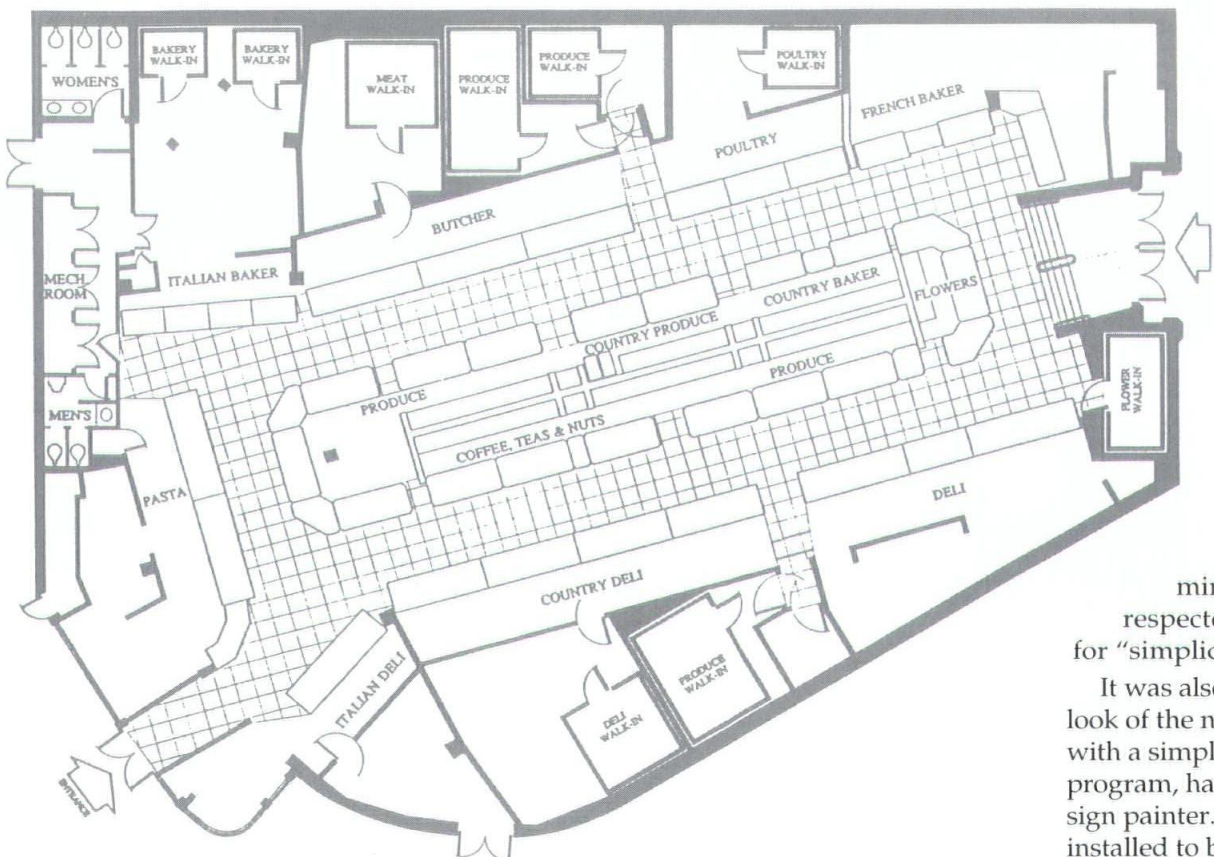 WOMEN'S
BAKERY
WALK-IN
BAKERY
WALK-IN
MEAT
WALK-IN
PRODUCE
WALK-IN
PRODUCE
WALK-IN
POULTRY
WALK-IN
FRENCH BAKER
POULTRY
BUTCHER
ITALIAN BAKER
MECH
ROOM
COUNTRY BAKER
FLOWERS
COUNTRY PRODUCE
PRODUCE
PRODUCE
COFFEE, TEAS & NUTS
MEN'S
FLOWER
WALK-IN
PASTA
DELI
COUNTRY DELI
ITALIAN DELI
PRODUCE
WALK-IN
DELI
WALK-IN
ENTRANCE
respecte
for "simplic
It was also
look of the n
with a simpl
program, ha
sign painter.
installed to b